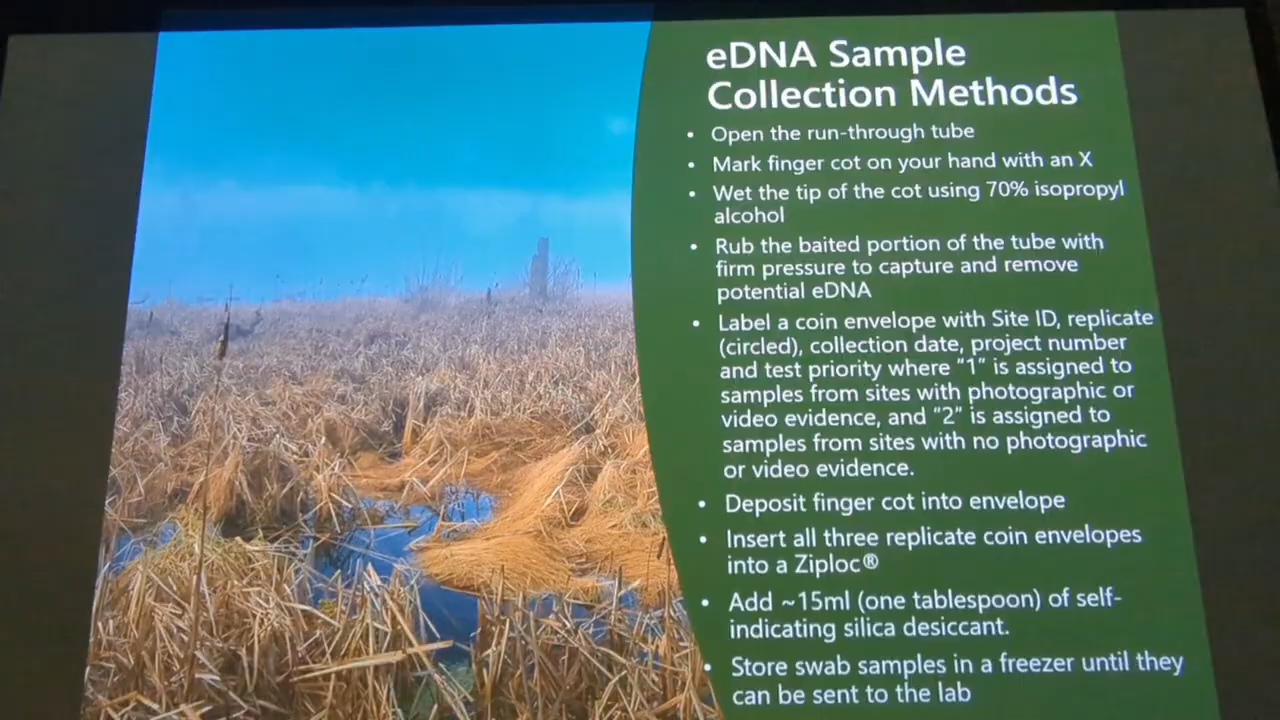 eDNA Sample
Collection Methods
• Open the run-through tube
• Mark finger cot on your hand with an X
• Wet the tip of the cot using 70% isopropyl
alcohol
• Rub the baited portion of the tube with
firm pressure to capture and remove
potential eDNA
• Label a coin envelope with Site ID, replicate
(circled), collection date, project number
and test priority where “1” is assigned to
samples from sites with photographic or
video evidence, and “2” is assigned to
samples from sites with no photographic
or video evidence.
• Deposit finger cot into envelope
• Insert all three replicate coin envelopes
into a Ziploc®
• Add ~15ml (one tablespoon) of self-
indicating silica desiccant.
• Store swab samples in a freezer until they
can be sent to the lab